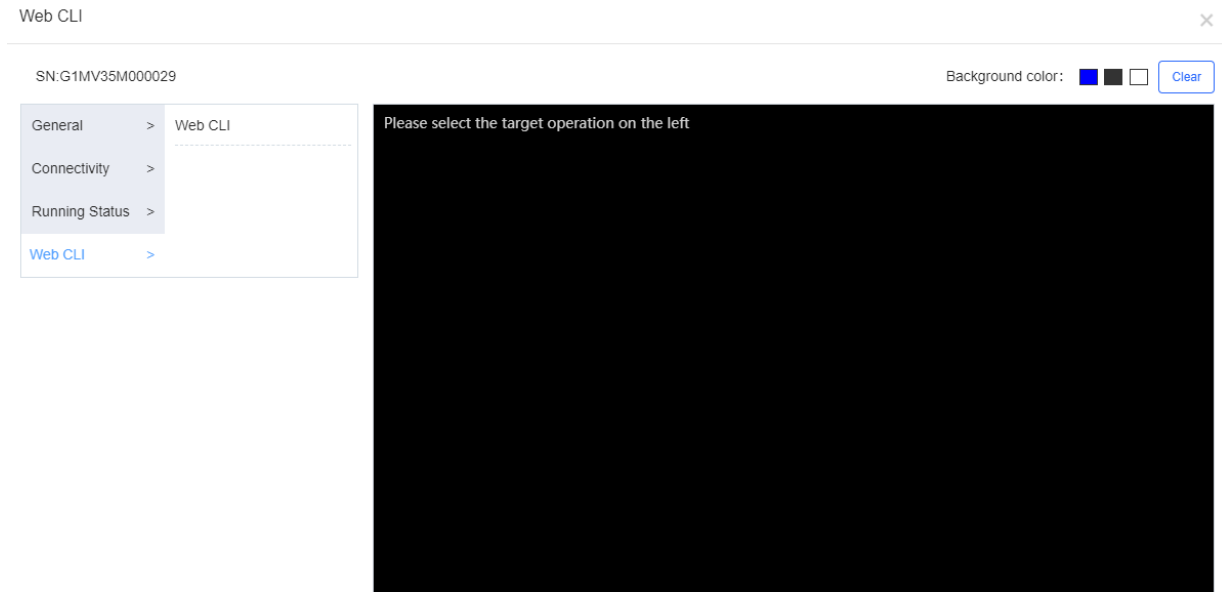 Web CLI
×
SN:G1MV35M000029
Background color:
Clear
General >
Connectivity >
Running Status >
Web CLI >
Web CLI
Please select the target operation on the left